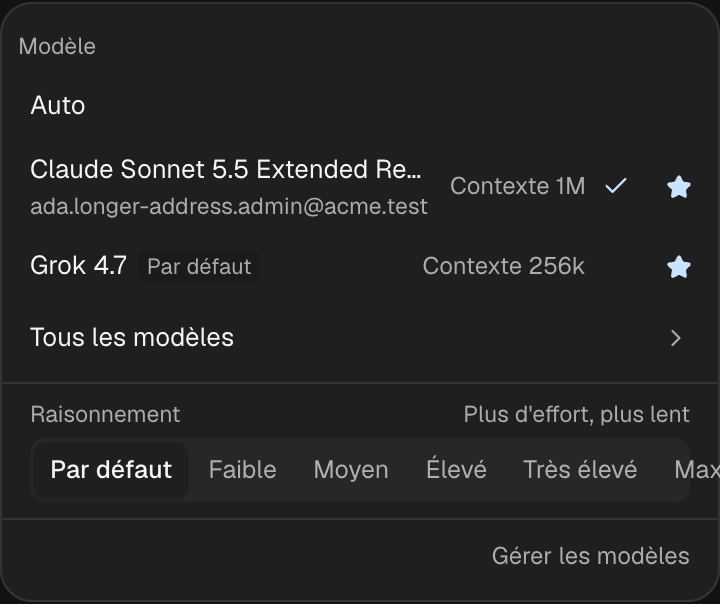 Modèle
Auto
Claude Sonnet 5.5 Extended Re…
ada.longer-address.admin@acme.test
Contexte 1M
Grok 4.7 Par défaut Contexte 256k
Tous les modèles
Raisonnement Plus d'effort, plus lent
Par défaut Faible Moyen Élevé Très élevé Max
Gérer les modèles